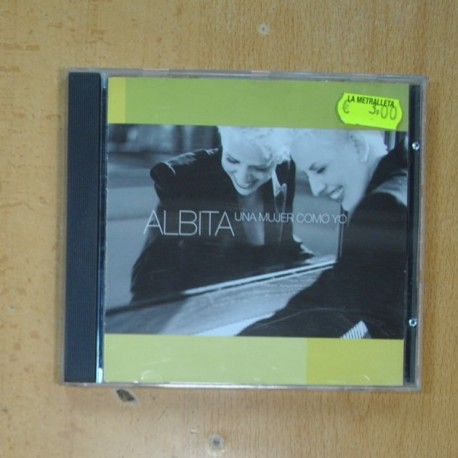 LA METRALLETA
€ 3,00
ALBITA UNA MUJER COMO YO